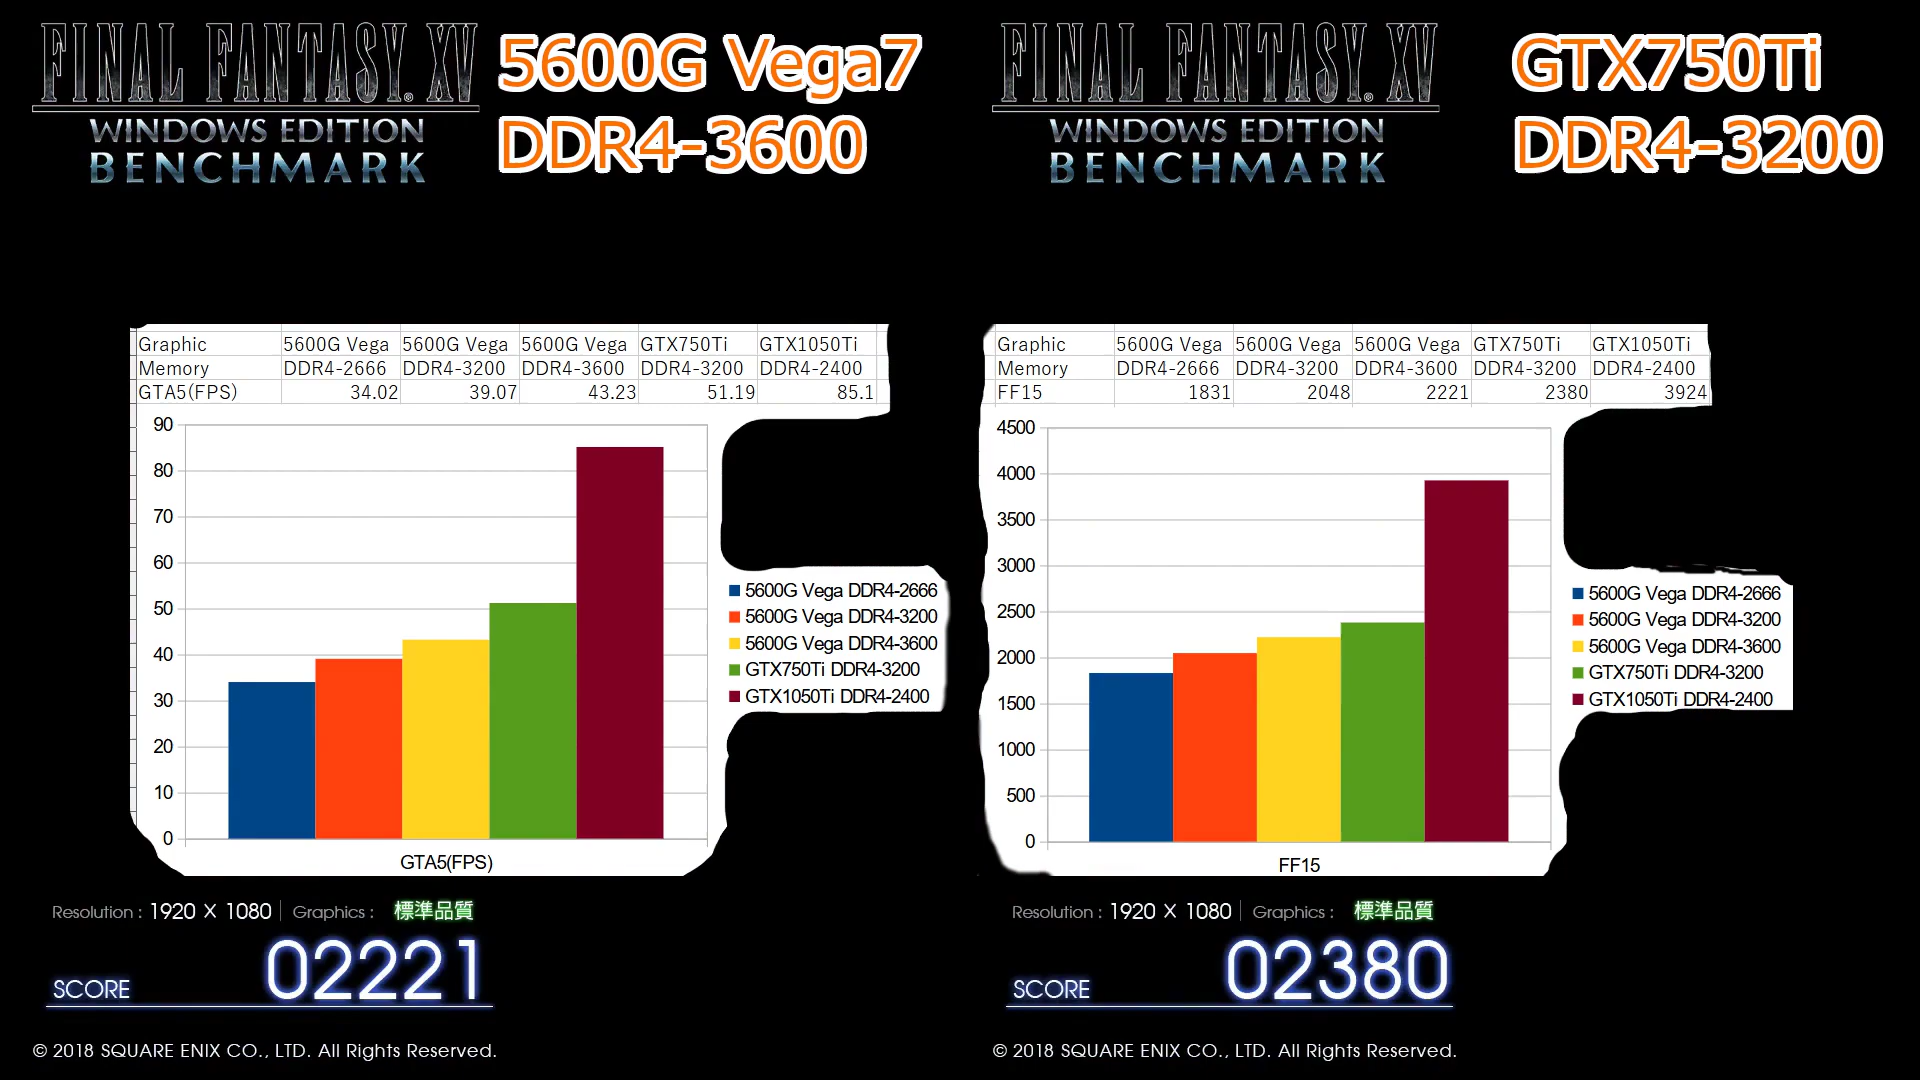 FINAL FANTASY® XV
WINDOWS EDITION
BENCHMARK
5600G Vega7
DDR4-3600
FINAL FANTASY® XV
WINDOWS EDITION
BENCHMARK
GTX750Ti
DDR4-3200
Graphic 5600G Vega 5600G Vega 5600G Vega GTX750Ti GTX1050Ti
Memory DDR4-2666 DDR4-3200 DDR4-3600 DDR4-3200 DDR4-2400
GTA5(FPS) 34.02 39.07 43.23 51.19 85.1
90
80
70
60
50
40
30
20
10
0
GTA5(FPS)
5600G Vega DDR4-2666
5600G Vega DDR4-3200
5600G Vega DDR4-3600
GTX750Ti DDR4-3200
GTX1050Ti DDR4-2400
Graphic 5600G Vega 5600G Vega 5600G Vega GTX750Ti GTX1050Ti
Memory DDR4-2666 DDR4-3200 DDR4-3600 DDR4-3200 DDR4-2400
FF15 1831 2048 2221 2380 3924
4500
4000
3500
3000
2500
2000
1500
1000
500
0
FF15
5600G Vega DDR4-2666
5600G Vega DDR4-3200
5600G Vega DDR4-3600
GTX750Ti DDR4-3200
GTX1050Ti DDR4-2400
Resolution : 1920 X 1080 | Graphics : 標準品質
SCORE 02221
© 2018 SQUARE ENIX CO., LTD. All Rights Reserved.
Resolution : 1920 X 1080 | Graphics : 標準品質
SCORE 02380
© 2018 SQUARE ENIX CO., LTD. All Rights Reserved.